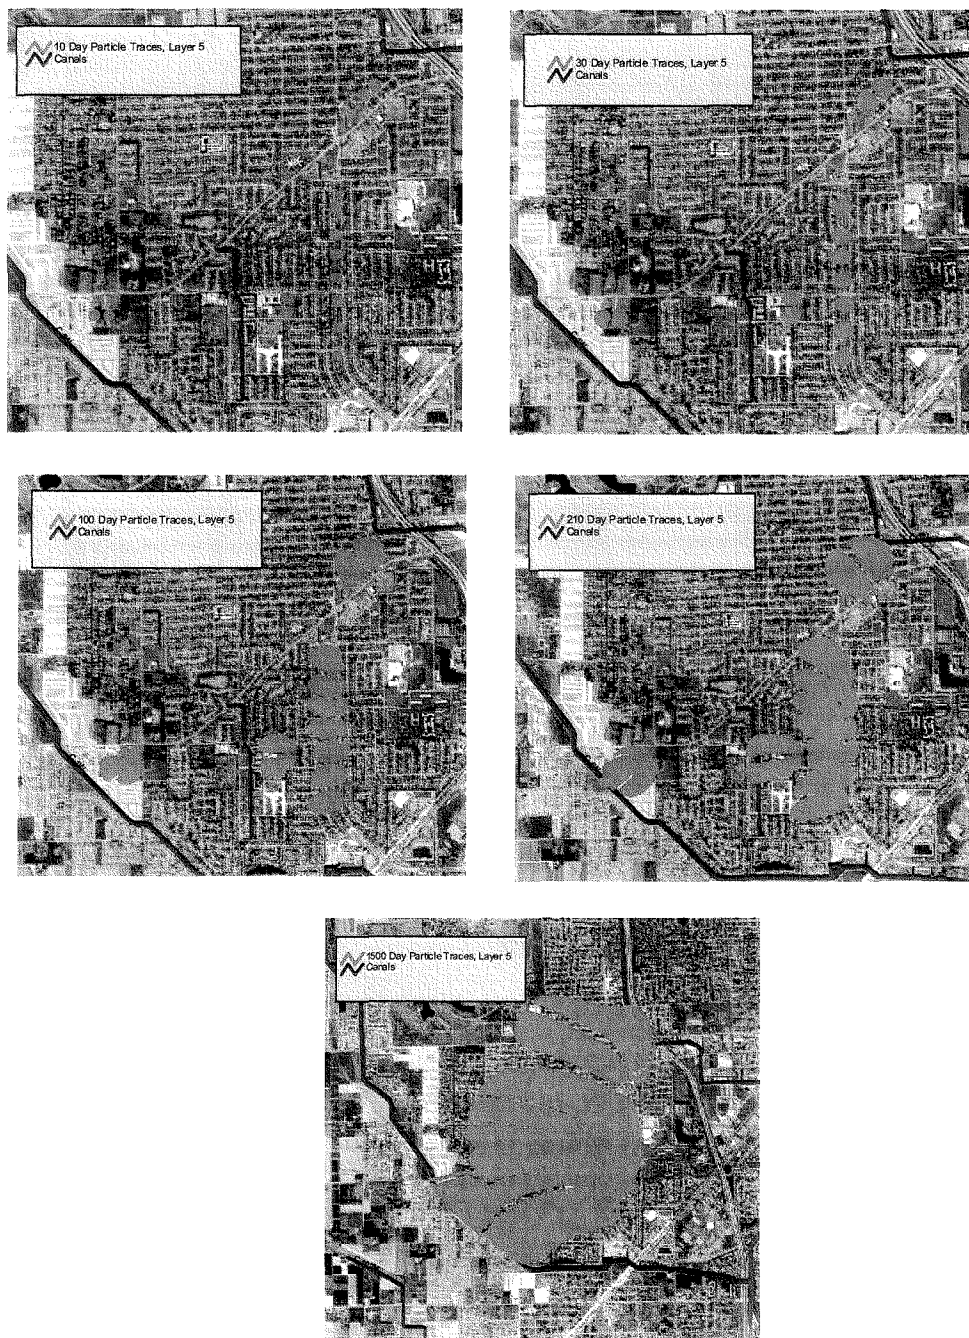 10 Day Particle Traces, Layer 5
Canals
30 Day Particle Traces, Layer 5
Canals
100 Day Particle Traces, Layer 5
Canals
210 Day Particle Traces, Layer 5
Canals
1500 Day Particle Traces, Layer 5
Canals